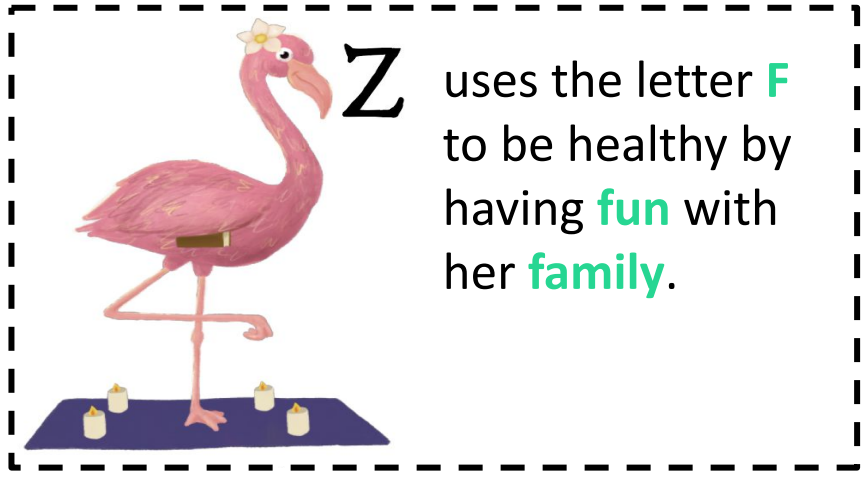 Z
uses the letter F
to be healthy by
having fun with
her family.